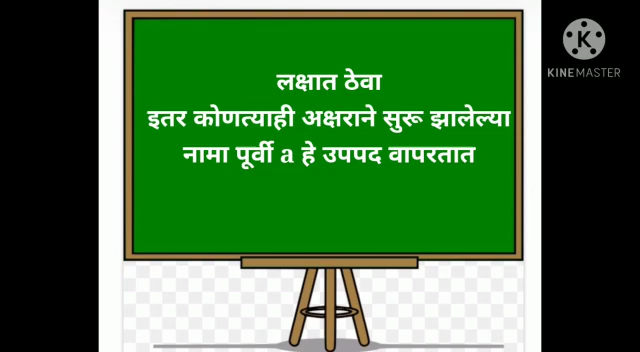 लक्षात ठेवा
इतर कोणत्याही अक्षराने सुरू झालेल्या
नामा पूर्वी a हे उपपद वापरतात
K
KINEMASTER